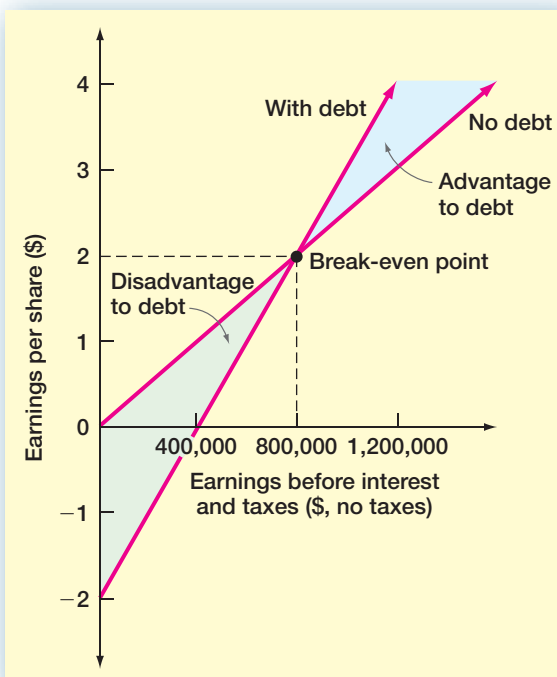 4
With debt
No debt
3
Advantage
to debt
2
Break-even point
Disadvantage
to debt
1
0
400,000 800,000 1,200,000
Earnings before interest
and taxes ($, no taxes)
−1
−2
Earnings per share ($)